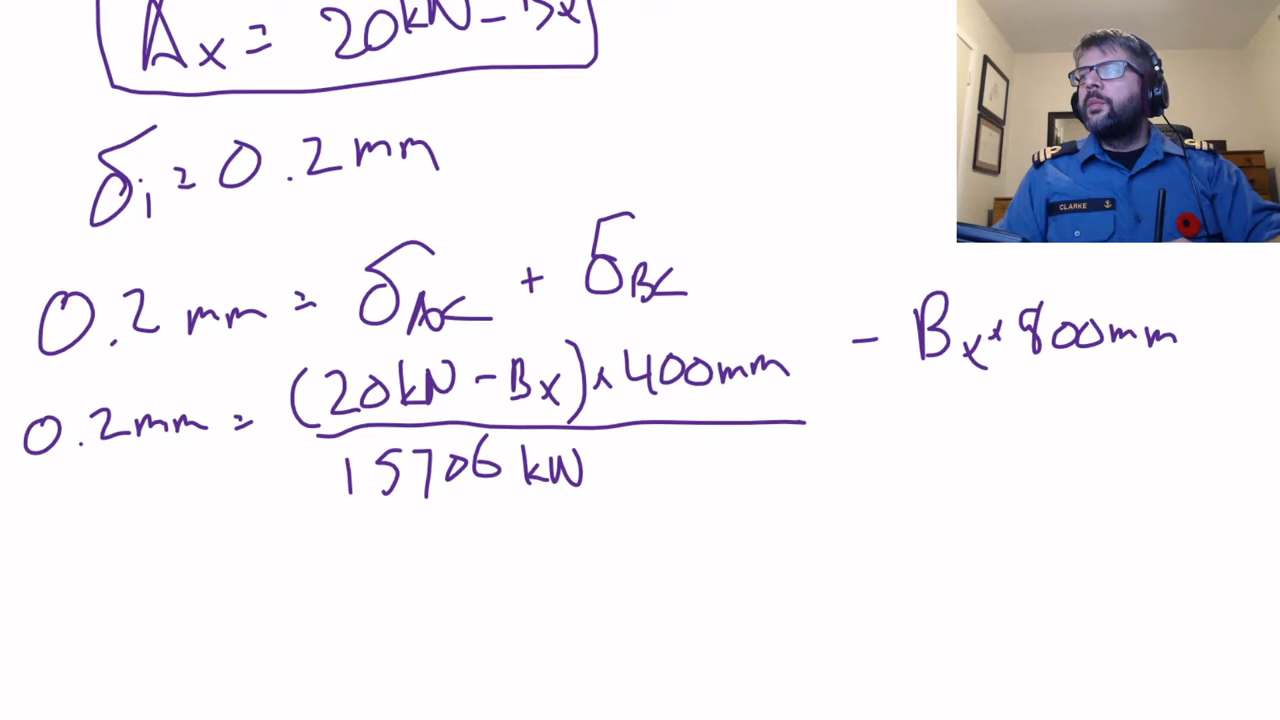 Ax = 20kN - Bx
δi = 0.2mm
CLARKE
0.2mm = δAC + δBC
0.2mm = (20kN - Bx) * 400mm - Bx * 800mm
15706 kN